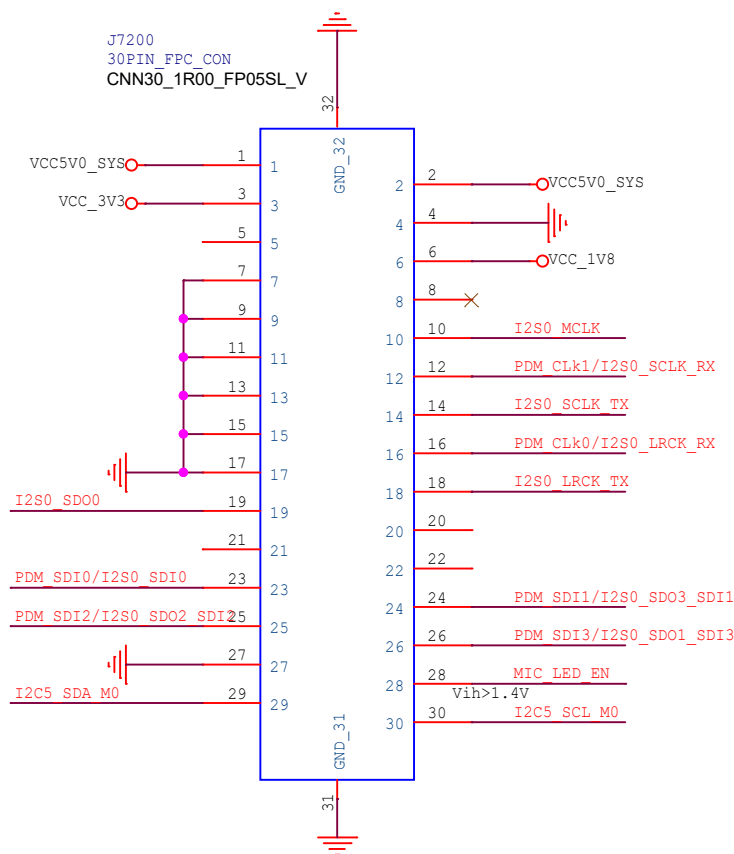 J7200
30PIN_FPC_CON
CNN30_1R00_FP05SL_V
32
GND_32
VCC5V0_SYS 1 1
2 2 VCC5V0_SYS
VCC_3V3 3 3
4 4
5 5
6 6 VCC_1V8
7 7
8 8
9 9
10 10 I2S0_MCLK
11 11
12 12 PDM_CLk1/I2S0_SCLK_RX
13 13
14 14 I2S0_SCLK_TX
15 15
16 16 PDM_CLk0/I2S0_LRCK_RX
17 17
18 18 I2S0_LRCK_TX
I2S0_SDO0 19 19
20 20
21 21
22 22
PDM_SDI0/I2S0_SDI0 23 23
24 24 PDM_SDI1/I2S0_SDO3_SDI1
PDM_SDI2/I2S0_SDO2_SDI2 25 25
26 26 PDM_SDI3/I2S0_SDO1_SDI3
27 27
28 28 MIC_LED_EN
Vih>1.4V
I2C5_SDA_M0 29 29
30 30 I2C5_SCL_M0
GND_31
31